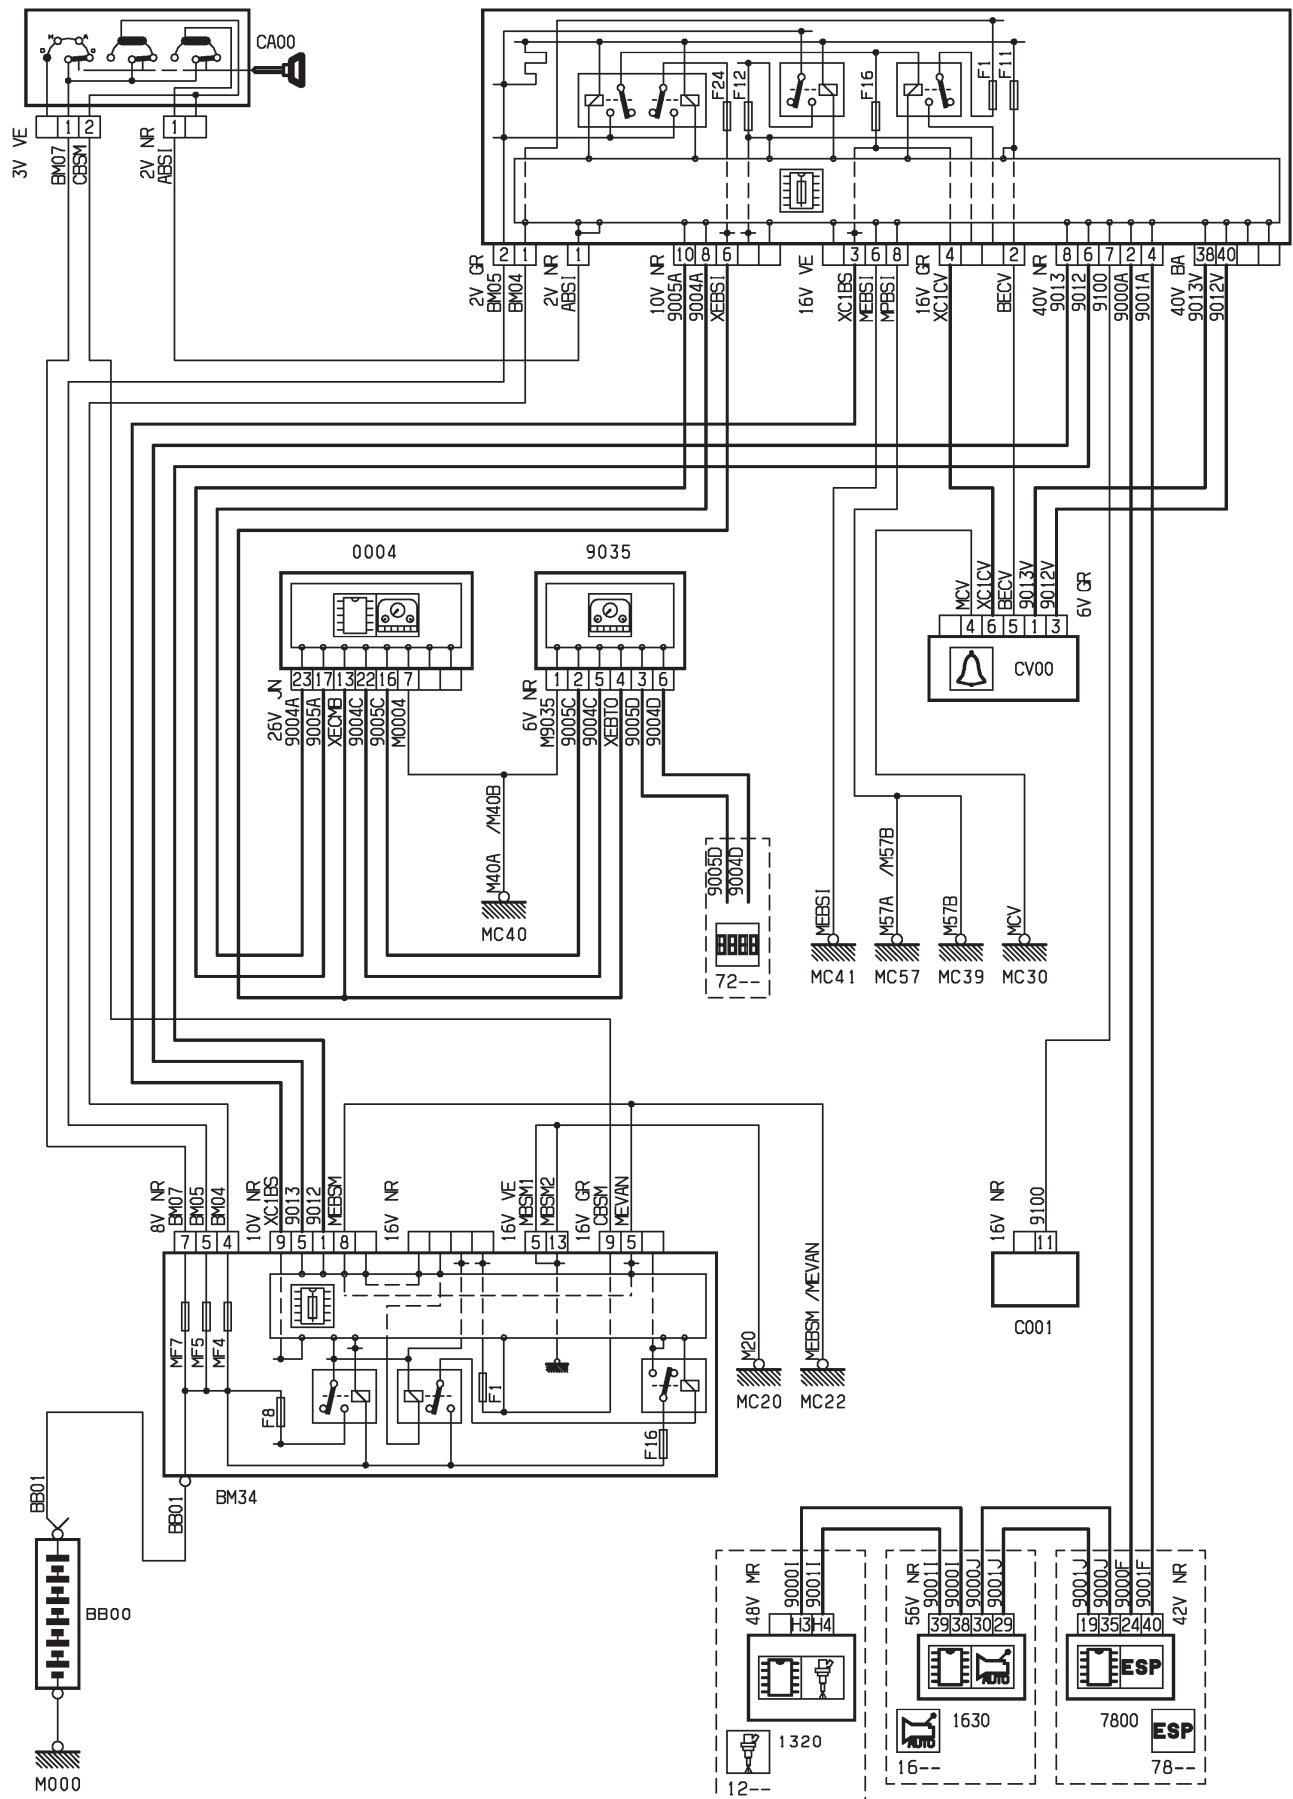 CA00
N A
D G
1 2
1
3V VE
BM07
CBSM
2V NR
ABSI
F24
F12
F16
F1
F11
2 1
1
10 8 6
3 6 8
4 2
8 6 7 2 4
38 40
2V GR
BM05
BM04
2V NR
ABSI
10V NR
9005A
9004A
XEBSI
16V VE
XC1BS
MEBSI
MPBSI
16V GR
XC1CV
BECV
40V NR
9013
9012
9100
9000A
9001A
40V BA
9013V
9012V
0004
9035
MCV
XC1CV
BECV
9013V
9012V
6V GR
4 6 5 1 3
CV00
23 17 13 22 16 7
1 2 5 4 3 6
26V JN
9004A
9005A
XECMB
9004C
9005C
M0004
6V NR
M9035
9005C
9004C
XEBTO
9005D
9004D
M40A /M40B
MC40
9005D
9004D
8888
72--
MEBSI
M57A /M57B
M57B
MCV
MC41
MC57
MC39
MC30
8V NR
BM07
BM05
BM04
10V NR
XC1BS
9013
9012
MEBSM
16V NR
16V VE
MBSM1
MBSM2
16V GR
CBSM
MEVAN
7 5 4
9 5 1 8
5 13
9 5
MF7
MF5
MF4
F8
F1
F16
M20
MEBSM /MEVAN
MC20
MC22
16V NR
9100
11
C001
BM34
BB01
BB01
BB00
M000
48V MR
9000I
9001I
56V NR
9001I
9000I
9000J
9001J
9001J
9000J
9000F
9001F
42V NR
H3 H4
39 38 30 29
19 35 24 40
AUTO
ESP
1320
1630
7800
AUTO
ESP
12--
16--
78--